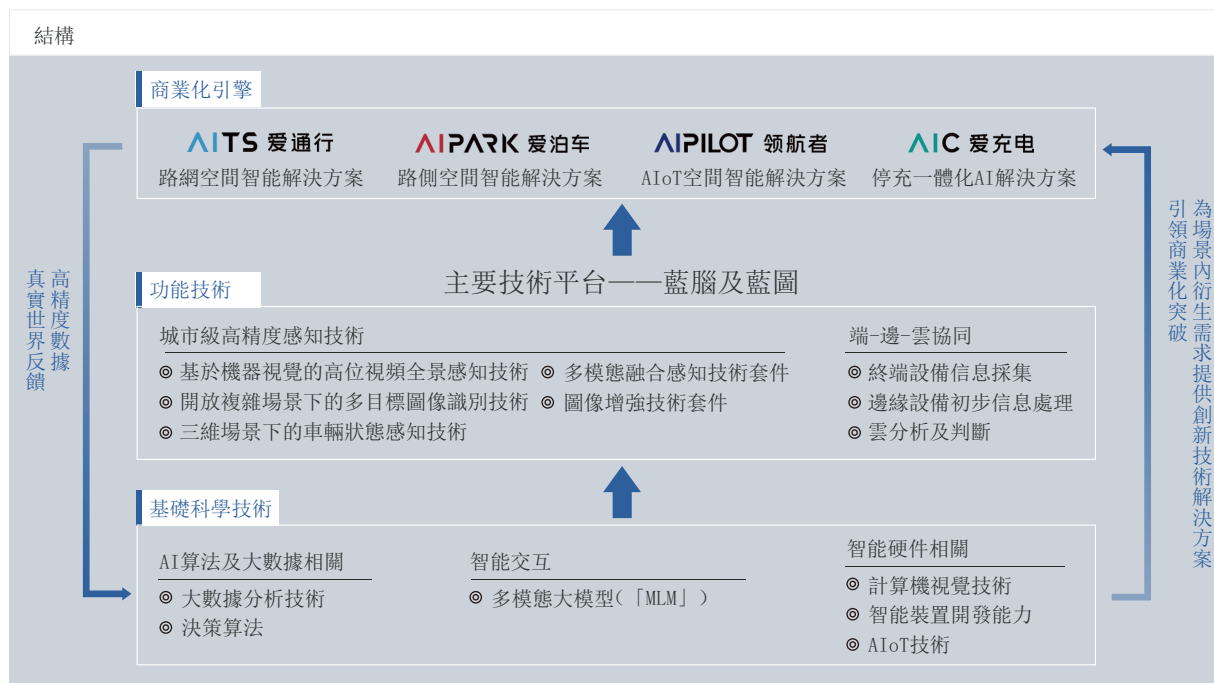 結構
商業化引擎
AITS 爱通行
路網空間智能解決方案
AIPARK 爱泊车
路側空間智能解決方案
AIPILOT 领航者
AIoT空間智能解決方案
AIC 爱充电
停充一體化AI解決方案
高精度數據
真實世界反饋
為場景內衍生需求提供創新技術解決方案
引領商業化突破
主要技術平台——藍腦及藍圖
功能技術
城市級高精度感知技術
◎ 基於機器視覺的高位視頻全景感知技術
◎ 開放複雜場景下的多目標圖像識別技術
◎ 三維場景下的車輛狀態感知技術
◎ 多模態融合感知技術套件
◎ 圖像增強技術套件
端-邊-雲協同
◎ 終端設備信息採集
◎ 邊緣設備初步信息處理
◎ 雲分析及判斷
基礎科學技術
AI算法及大數據相關
◎ 大數據分析技術
◎ 決策算法
智能交互
◎ 多模態大模型(「MLM」)
智能硬件相關
◎ 計算機視覺技術
◎ 智能裝置開發能力
◎ AIoT技術